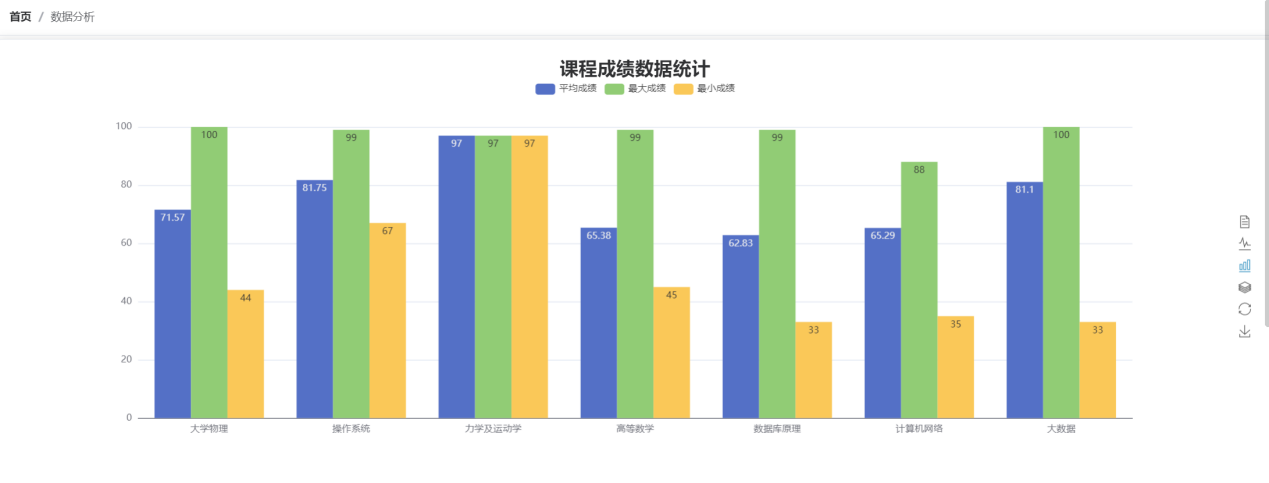 首页 / 数据分析
课程成绩数据统计
平均成绩 最大成绩 最小成绩
100
80
60
40
20
0
71.57 100 44
81.75 99 67
97 97 97
65.38 99 45
62.83 99 33
65.29 88 35
81.1 100 33
大学物理 操作系统 力学及运动学 高等数学 数据库原理 计算机网络 大数据